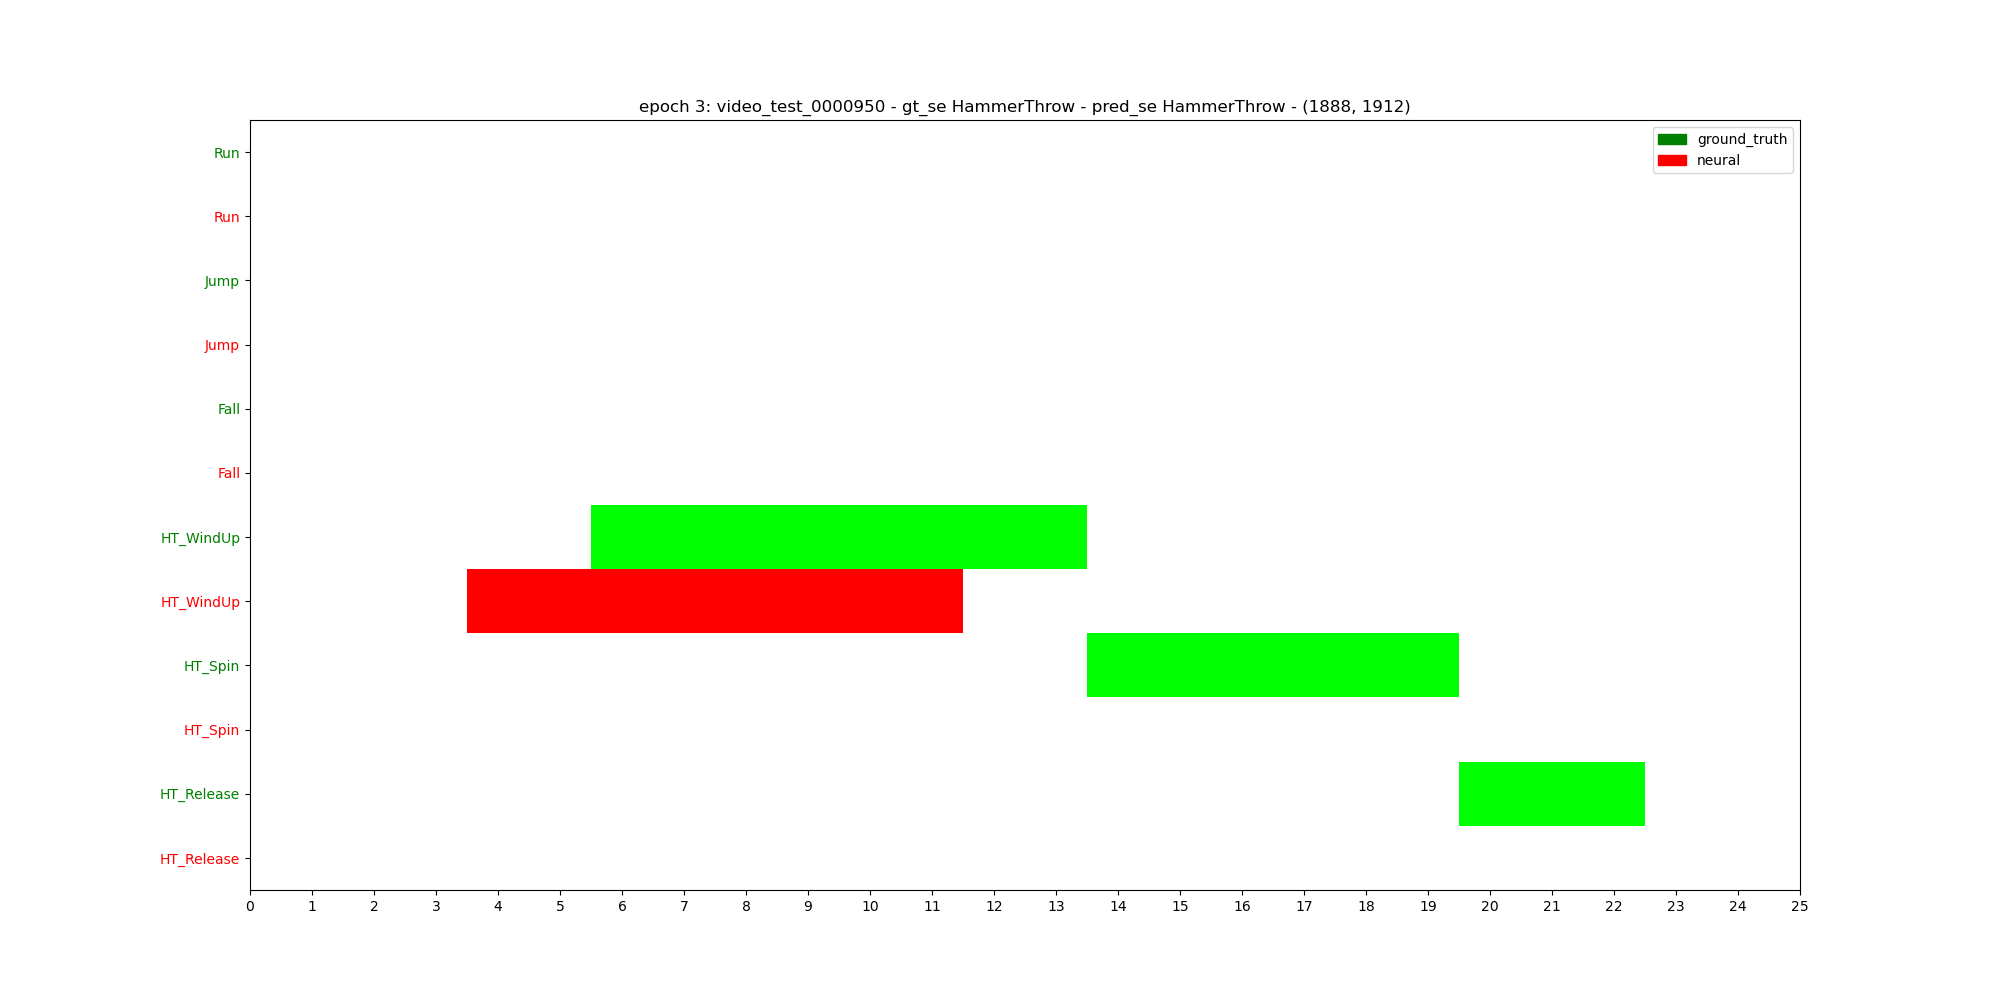 epoch 3: video_test_0000950 - gt_se HammerThrow - pred_se HammerThrow - (1888, 1912)
ground_truth
neural
Run
Run
Jump
Jump
Fall
Fall
HT_WindUp
HT_WindUp
HT_Spin
HT_Spin
HT_Release
HT_Release
0 1 2 3 4 5 6 7 8 9 10 11 12 13 14 15 16 17 18 19 20 21 22 23 24 25